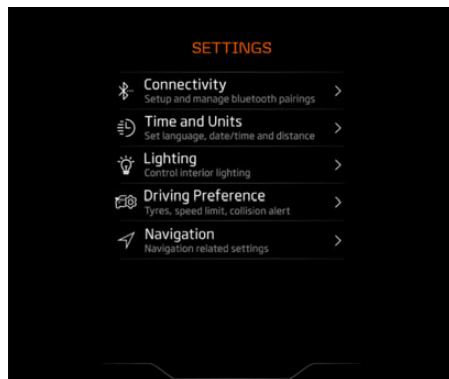 SETTINGS
Connectivity
Setup and manage bluetooth pairings
Time and Units
Set language, date/time and distance
Lighting
Control interior lighting
Driving Preference
Tyres, speed limit, collision alert
Navigation
Navigation related settings